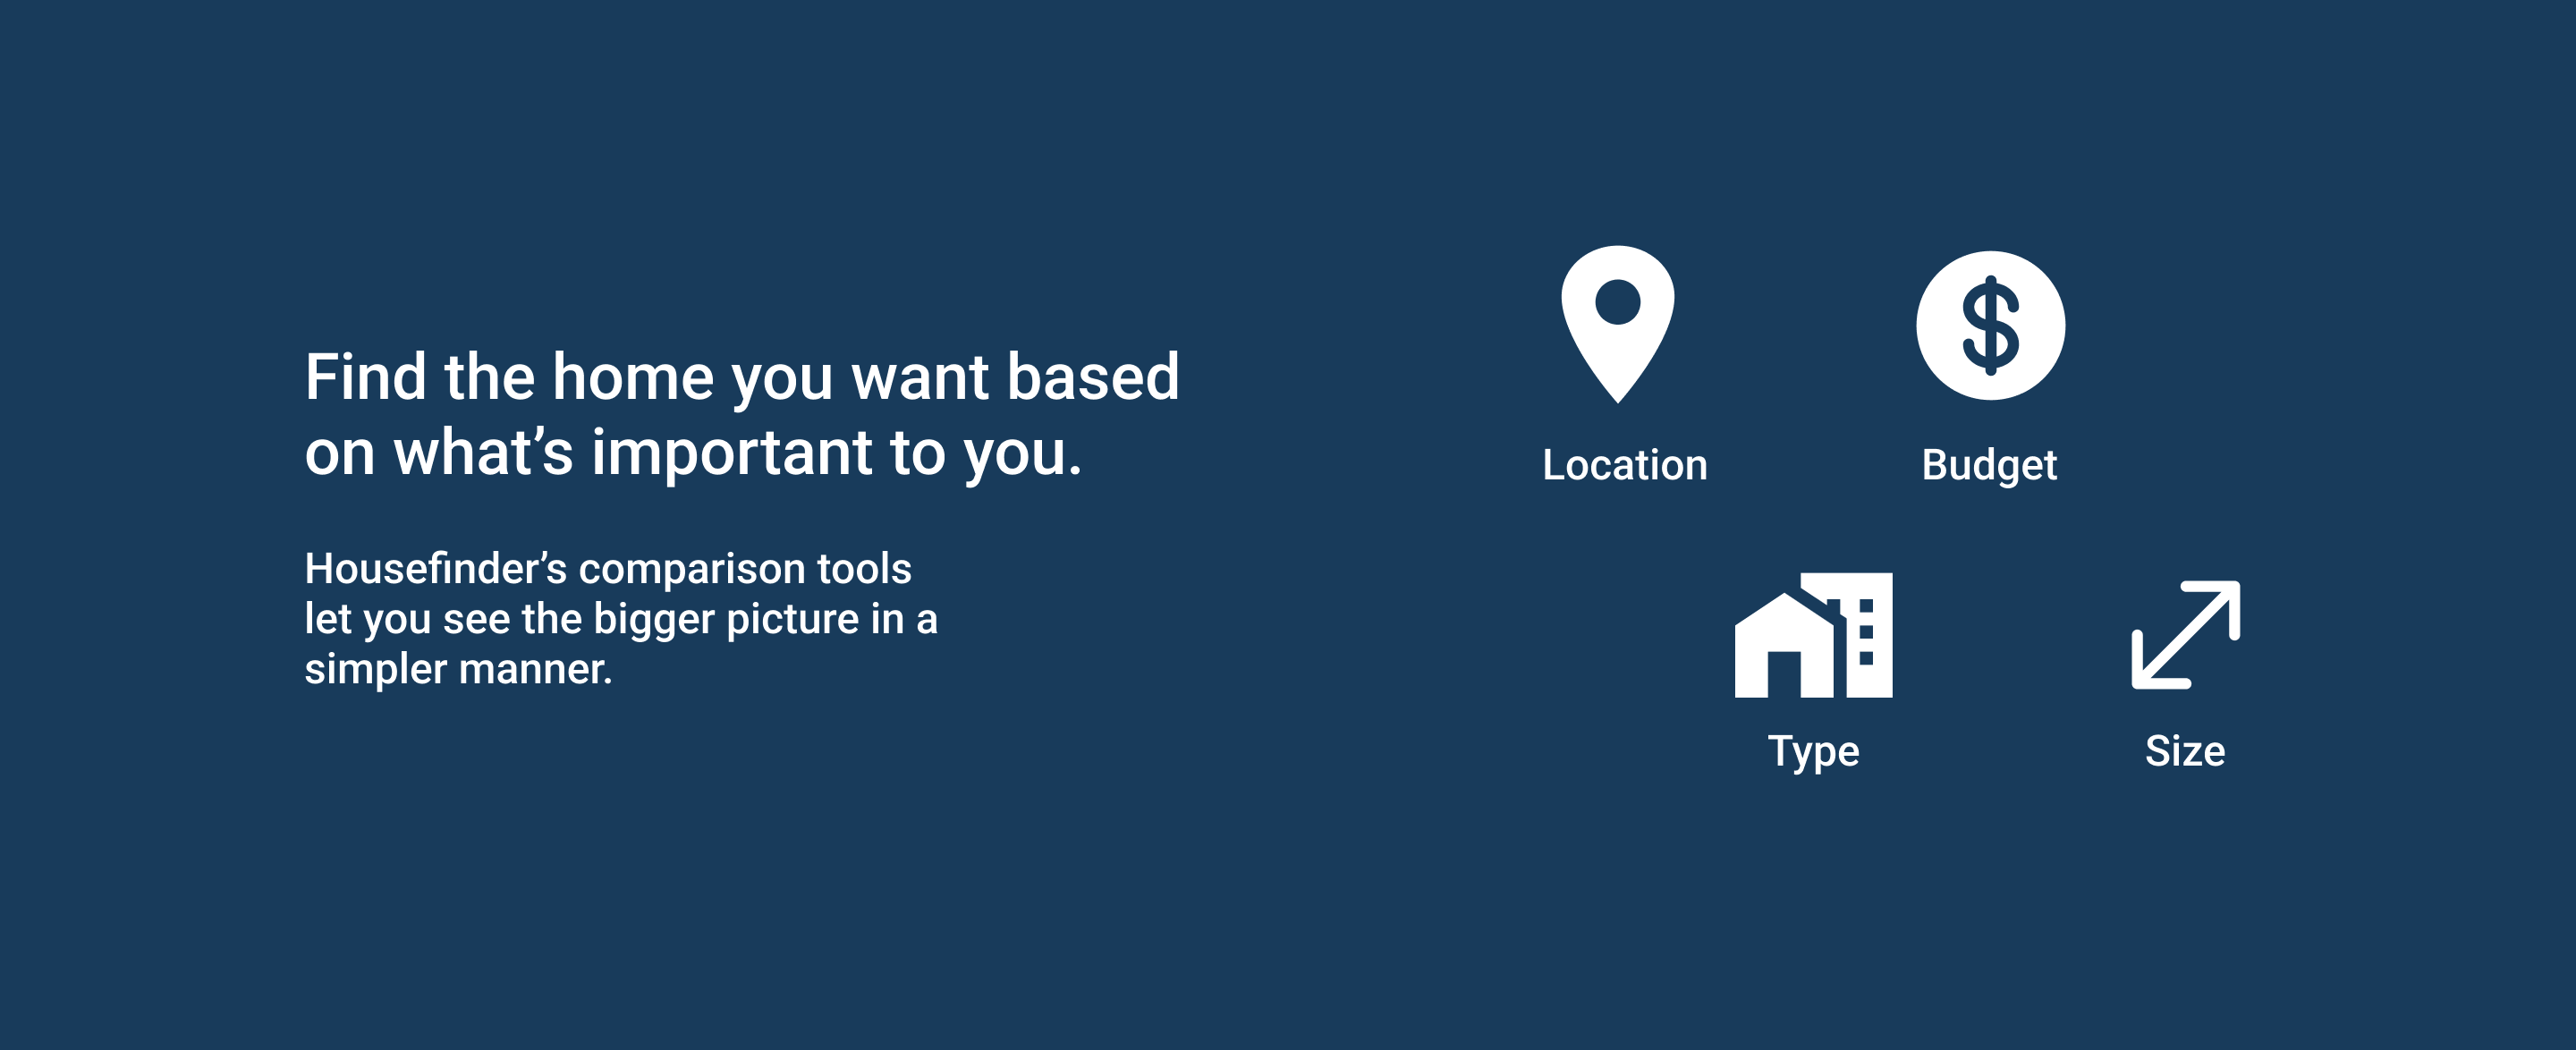 Find the home you want based
on what’s important to you.
Housefinder’s comparison tools
let you see the bigger picture in a
simpler manner.
Location
Budget
Type
Size